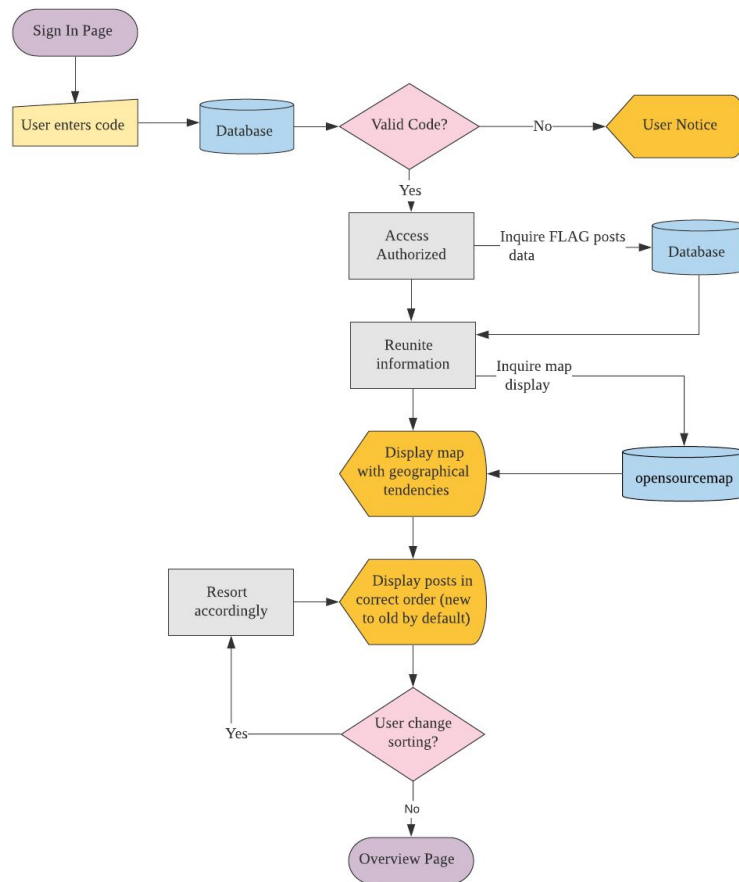 Sign In Page
User enters code
Database
Valid Code?
No
User Notice
Yes
Access
Authorized
Inquire FLAG posts
data
Database
Reunite
information
Inquire map
display
Display map
with geographical
tendencies
opensourcemap
Resort
accordingly
Display posts in
correct order (new
to old by default)
User change
sorting?
Yes
No
Overview Page